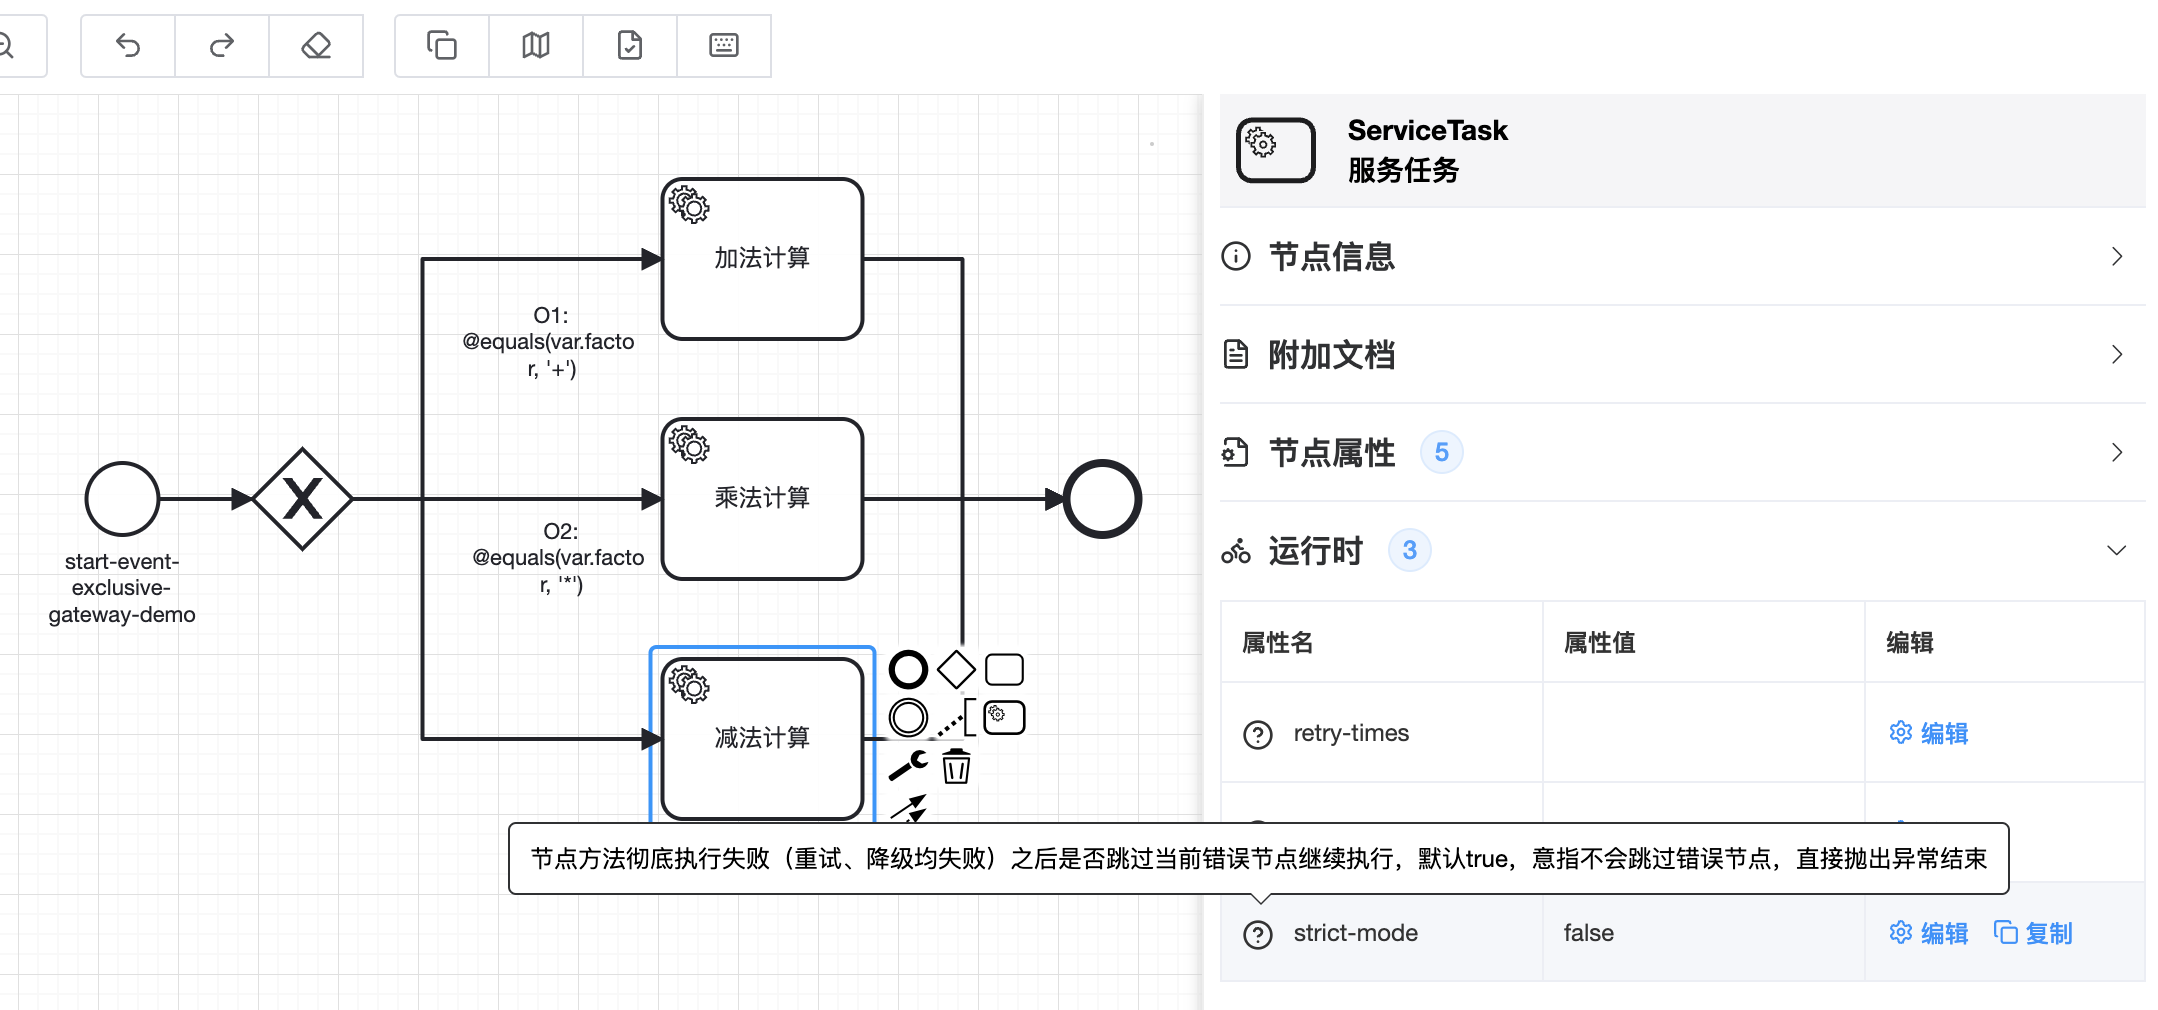 ServiceTask
服务任务
节点信息
附加文档
节点属性 5
运行时 3
属性名 属性值 编辑
retry-times 编辑
节点方法彻底执行失败（重试、降级均失败）之后是否跳过当前错误节点继续执行，默认true，意指不会跳过错误节点，直接抛出异常结束
strict-mode false 编辑 复制
加法计算
O1:
@equals(var.facto
r, '+')
乘法计算
O2:
@equals(var.facto
r, '*')
start-event-
exclusive-
gateway-demo
减法计算